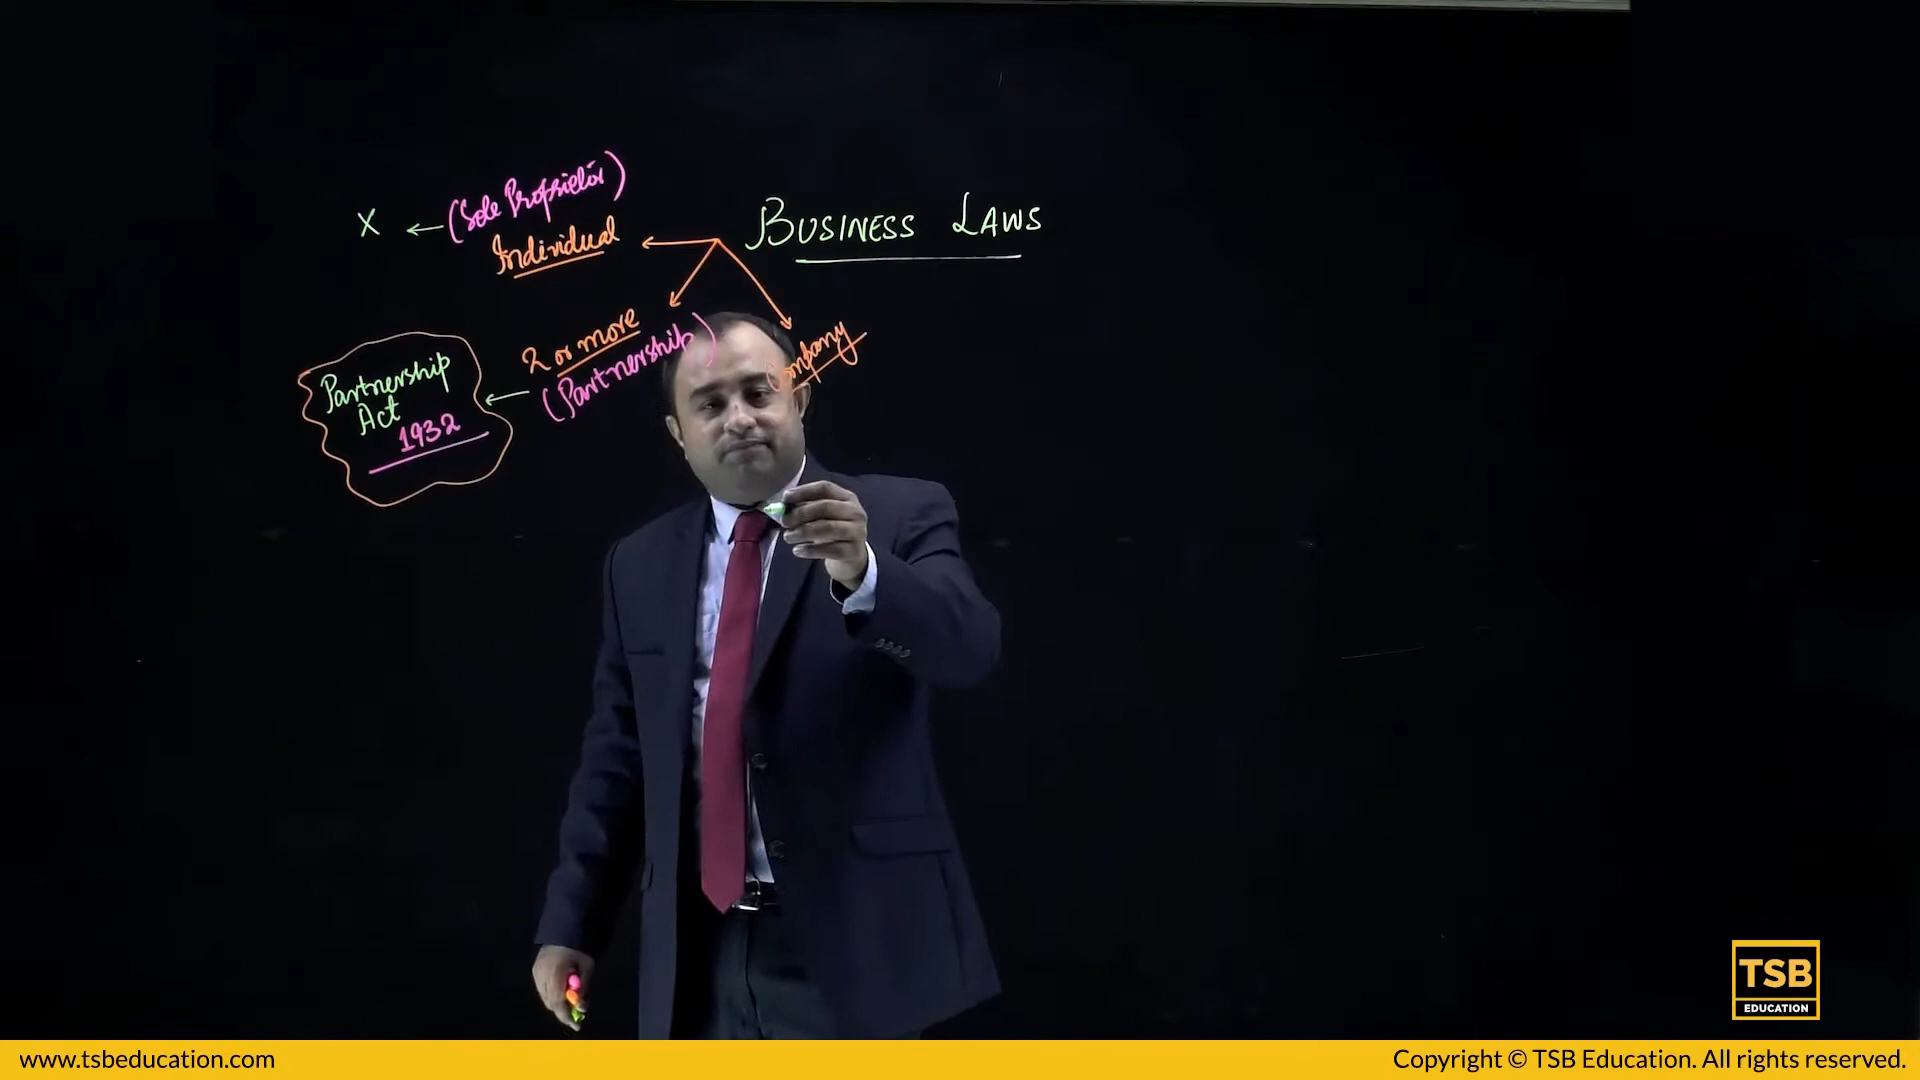 BUSINESS LAWS
X ← (Sole Proprietor)
Individual
2 or more
(Partnership)
Company
Partnership
Act
1932
TSB
EDUCATION
www.tsbeducation.com
Copyright © TSB Education. All rights reserved.